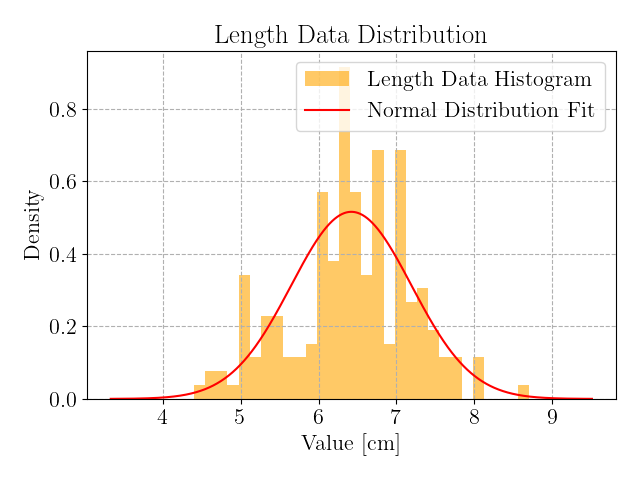 Length Data Distribution
Length Data Histogram
Normal Distribution Fit
Density
0.8
0.6
0.4
0.2
0.0
4 5 6 7 8 9
Value [cm]